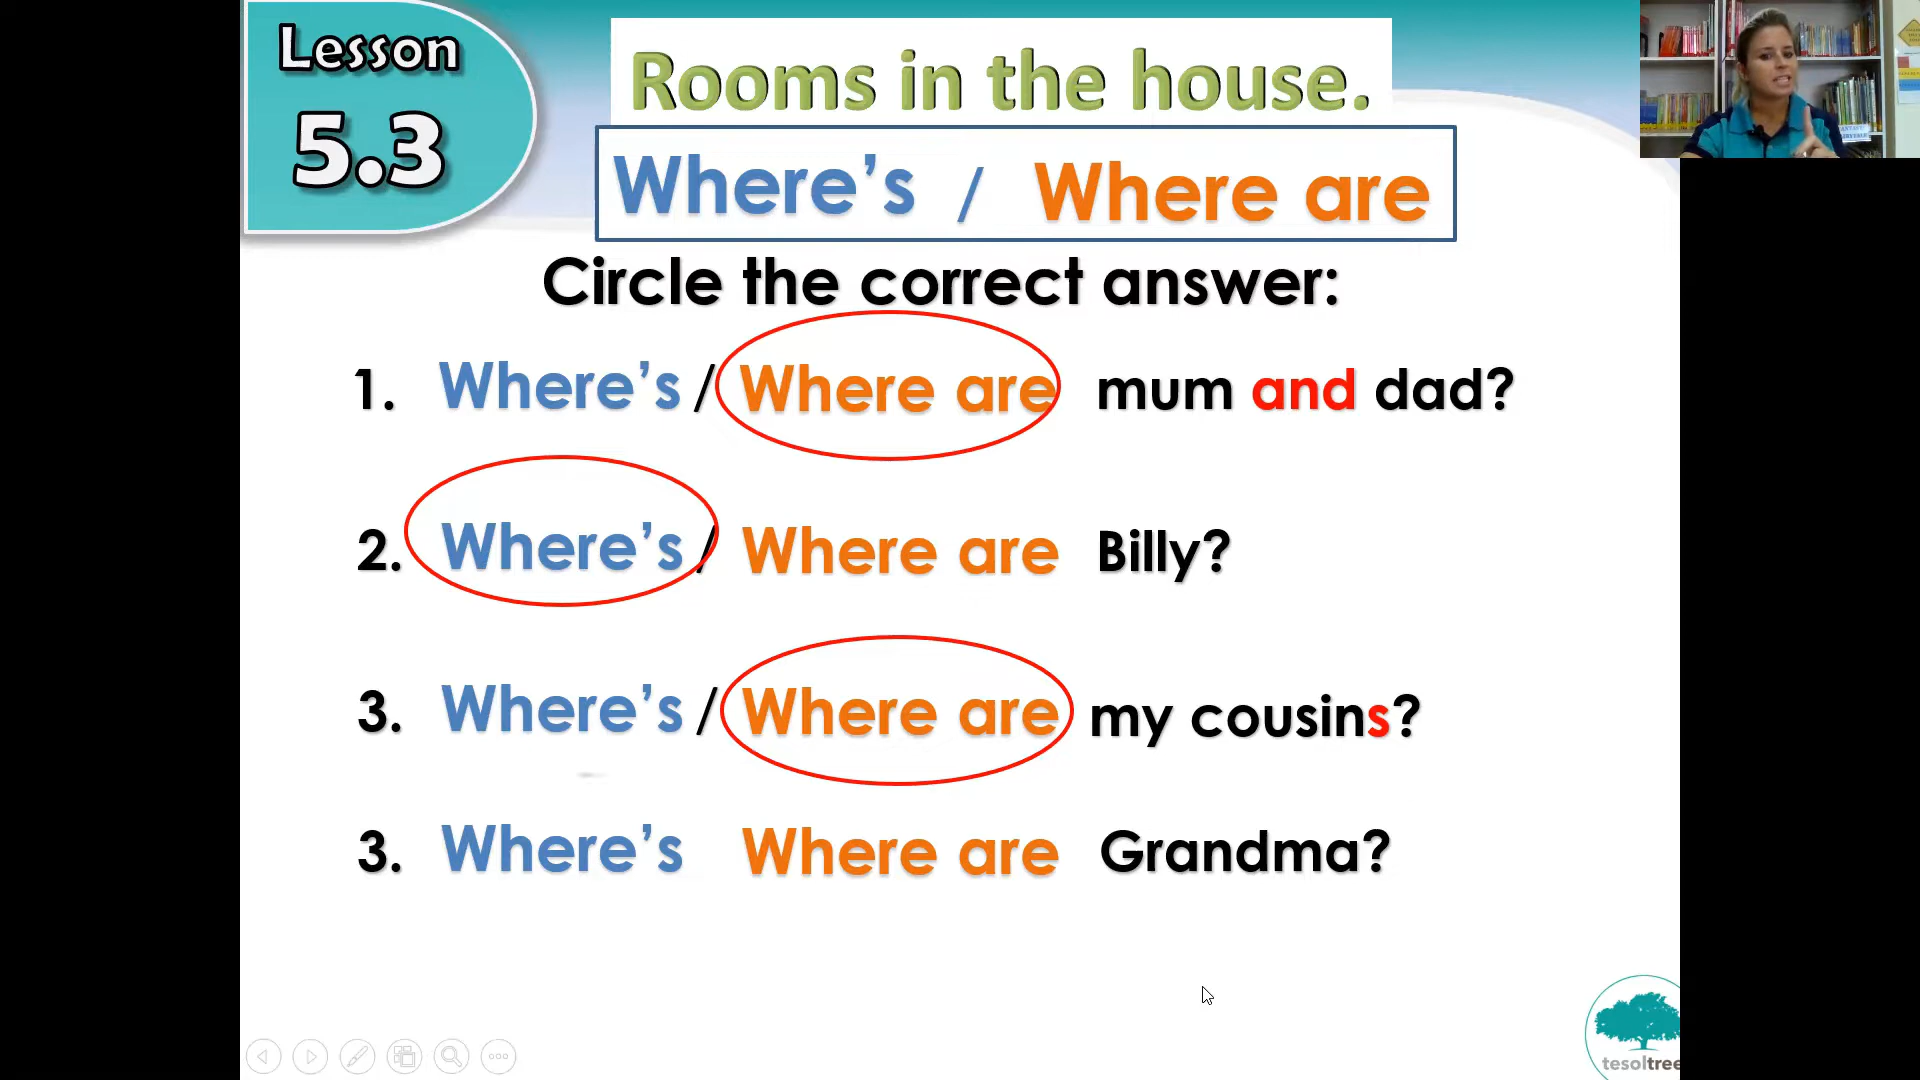 Lesson
5.3
Rooms in the house.
Where's / Where are
Circle the correct answer:
1. Where's / Where are mum and dad?
2. Where's / Where are Billy?
3. Where's / Where are my cousins?
3. Where's Where are Grandma?
tesoltree